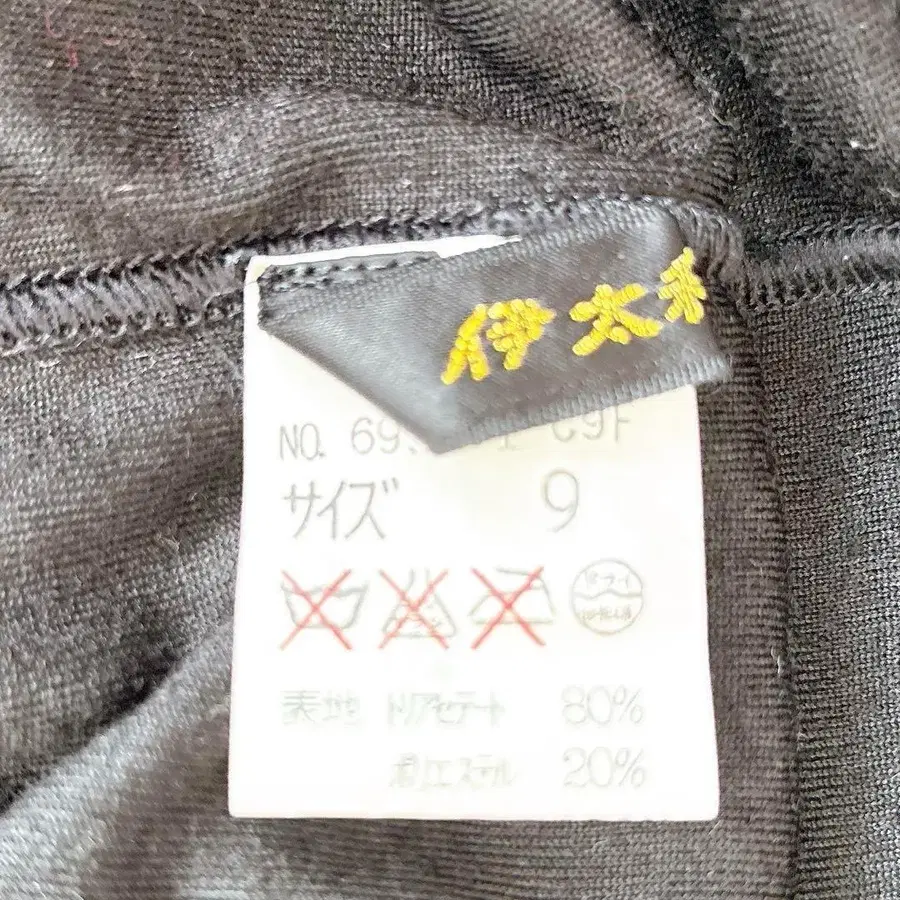 伊太
NO. 69
サイズ 9
表地 トリアセテート 80%
ポリエステル 20%